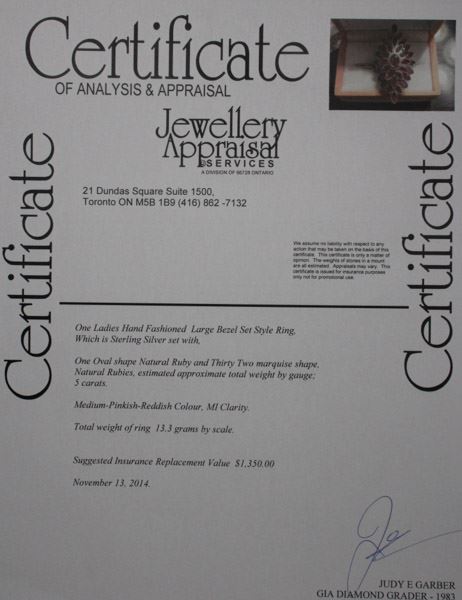 Certificate
OF ANALYSIS & APPRAISAL
Jewellery
Appraisal
SERVICES
A DIVISION OF 66728 ONTARIO
21 Dundas Square Suite 1500,
Toronto ON M5B 1B9 (416) 862 -7132
Certificate
Certificate
We assume no liability with respect to any
action that may be taken on the basis of this
certificate. This certificate is only a matter of
opinion. The weights of stones in a mount
are all estimated. Appraisals may vary. This
certificate is issued for insurance purposes
only not for promotional use.
One Ladies Hand Fashioned Large Bezel Set Style Ring,
Which is Sterling Silver set with,
One Oval shape Natural Ruby and Thirty Two marquise shape,
Natural Rubies, estimated approximate total weight by gauge;
5 carats.
Medium-Pinkish-Reddish Colour, MI Clarity.
Total weight of ring 13.3 grams by scale.
Suggested Insurance Replacement Value $1,350.00
November 13. 2014.
JUDY E GARBER
GIA DIAMOND GRADER - 1983